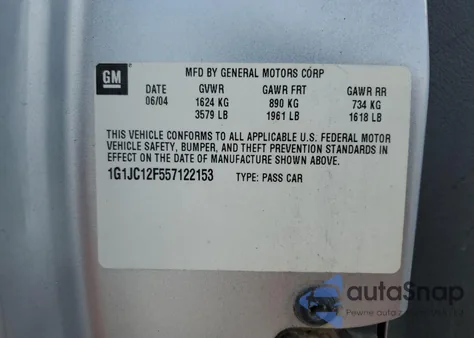 GM
MFD BY GENERAL MOTORS CORP
DATE GVWR GAWR FRT GAWR RR
06/04 1624 KG 890 KG 734 KG
3579 LB 1961 LB 1618 LB
THIS VEHICLE CONFORMS TO ALL APPLICABLE U.S. FEDERAL MOTOR
VEHICLE SAFETY, BUMPER, AND THEFT PREVENTION STANDARDS IN
EFFECT ON THE DATE OF MANUFACTURE SHOWN ABOVE.
1G1JC12F557122153 TYPE: PASS CAR
autoSnap
Pewne auto z